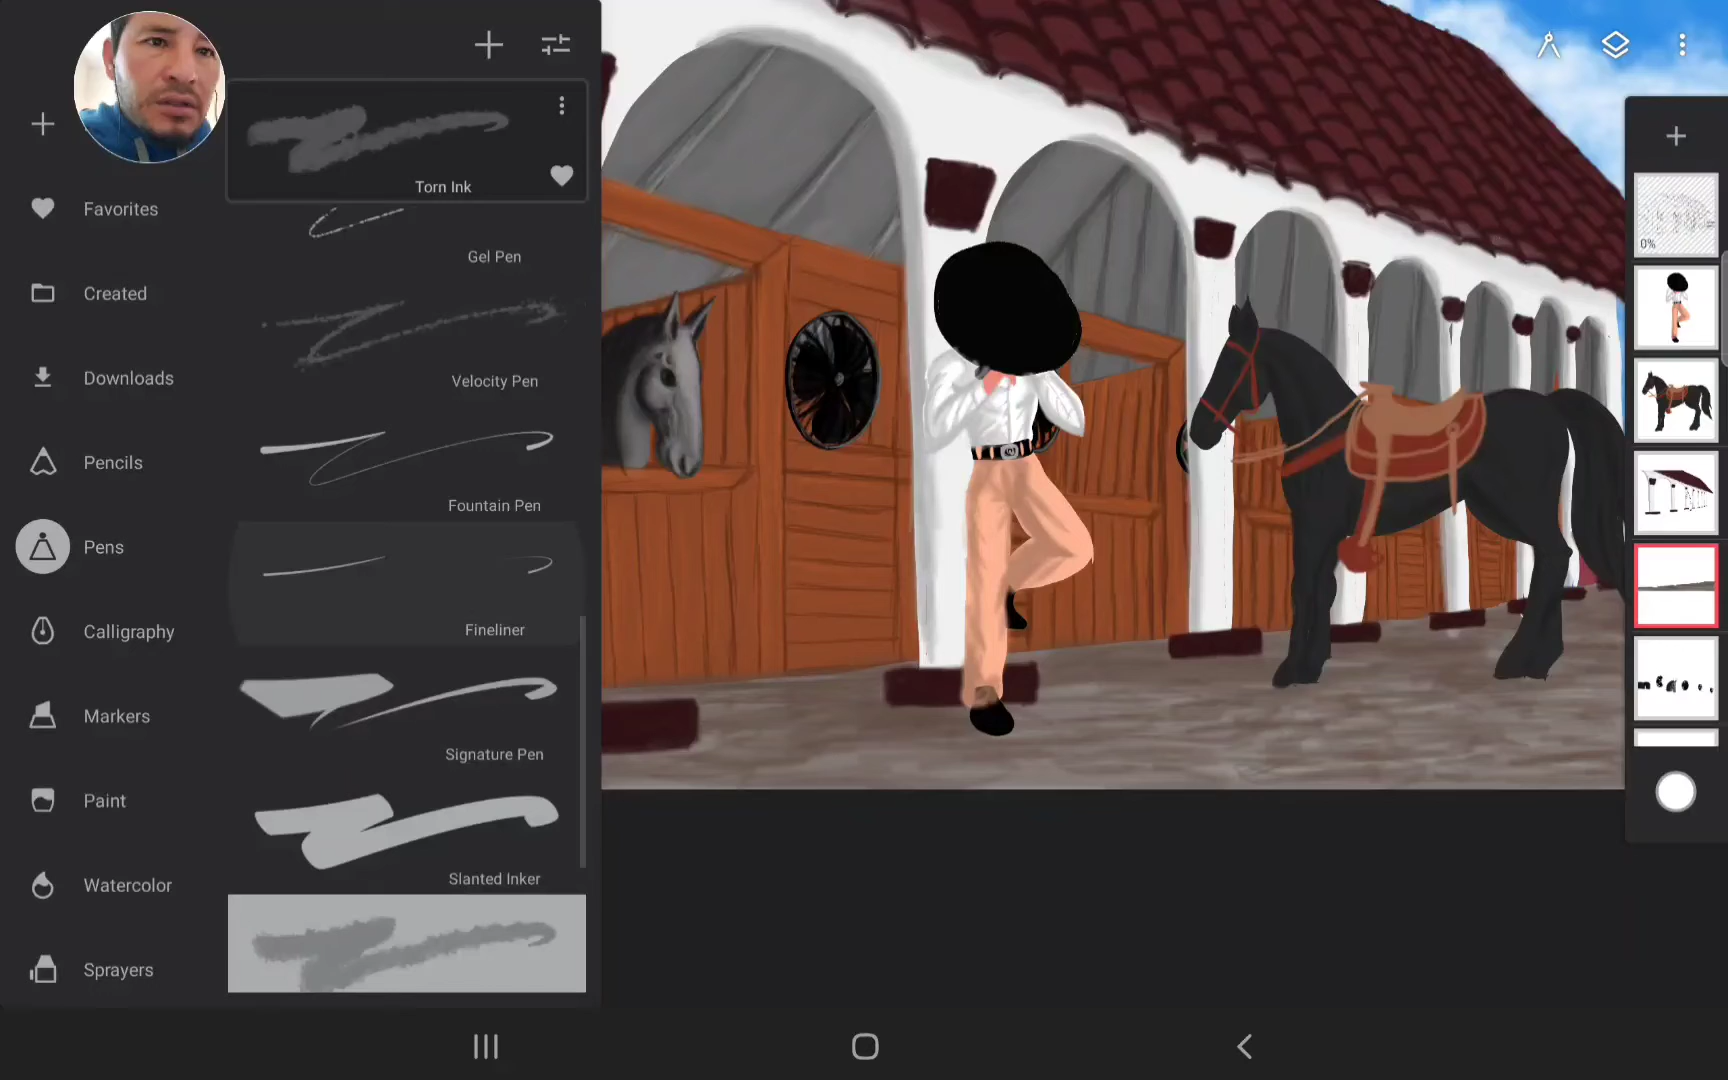 Torn Ink
Favorites
Gel Pen
Created
Downloads
Velocity Pen
Pencils
Fountain Pen
Pens
Fineliner
Calligraphy
Markers
Signature Pen
Paint
Slanted Inker
Watercolor
Sprayers
0%